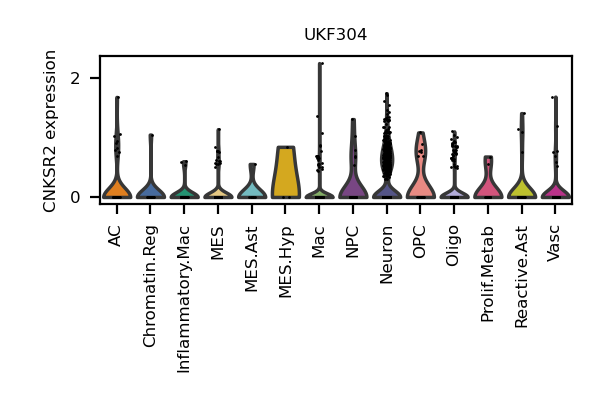 UKF304
CNKSR2 expression
2
0
AC
Chromatin.Reg
Inflammatory.Mac
MES
MES.Ast
MES.Hyp
Mac
NPC
Neuron
OPC
Oligo
Prolif.Metab
Reactive.Ast
Vasc